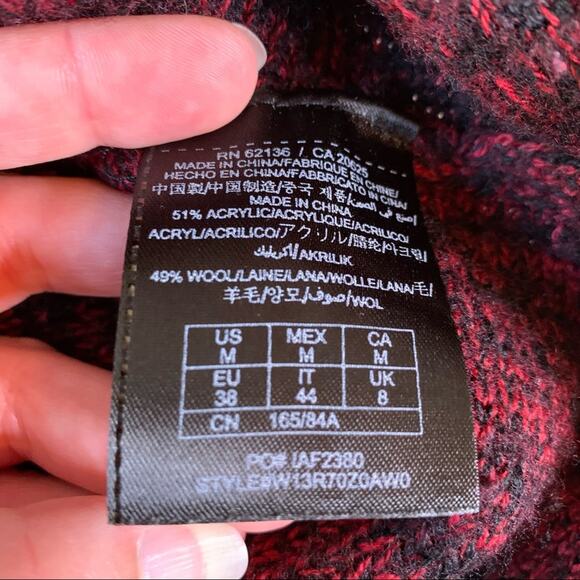 RN 62136 / CA 20625
MADE IN CHINA/FABRIQUE EN CHINE/
HECHO EN CHINA/FABBRICATO IN CINA/
中国製/中国制造/중국 제품/صنع في الصين/
MADE IN CHINA
51% ACRYLIC/ACRYLIQUE/ACRILICO/
ACRYL/ACRILICO/アクリル/腈纶/아크릴/
أكريليك/AKRILIK
49% WOOL/LAINE/LANA/WOLLE/LANA/毛/
羊毛/양모/صوف/WOL
US MEX CA
M M M
EU IT UK
38 44 8
CN 165/84A
PO# IAF2380
STYLE#W13R70Z0AW0